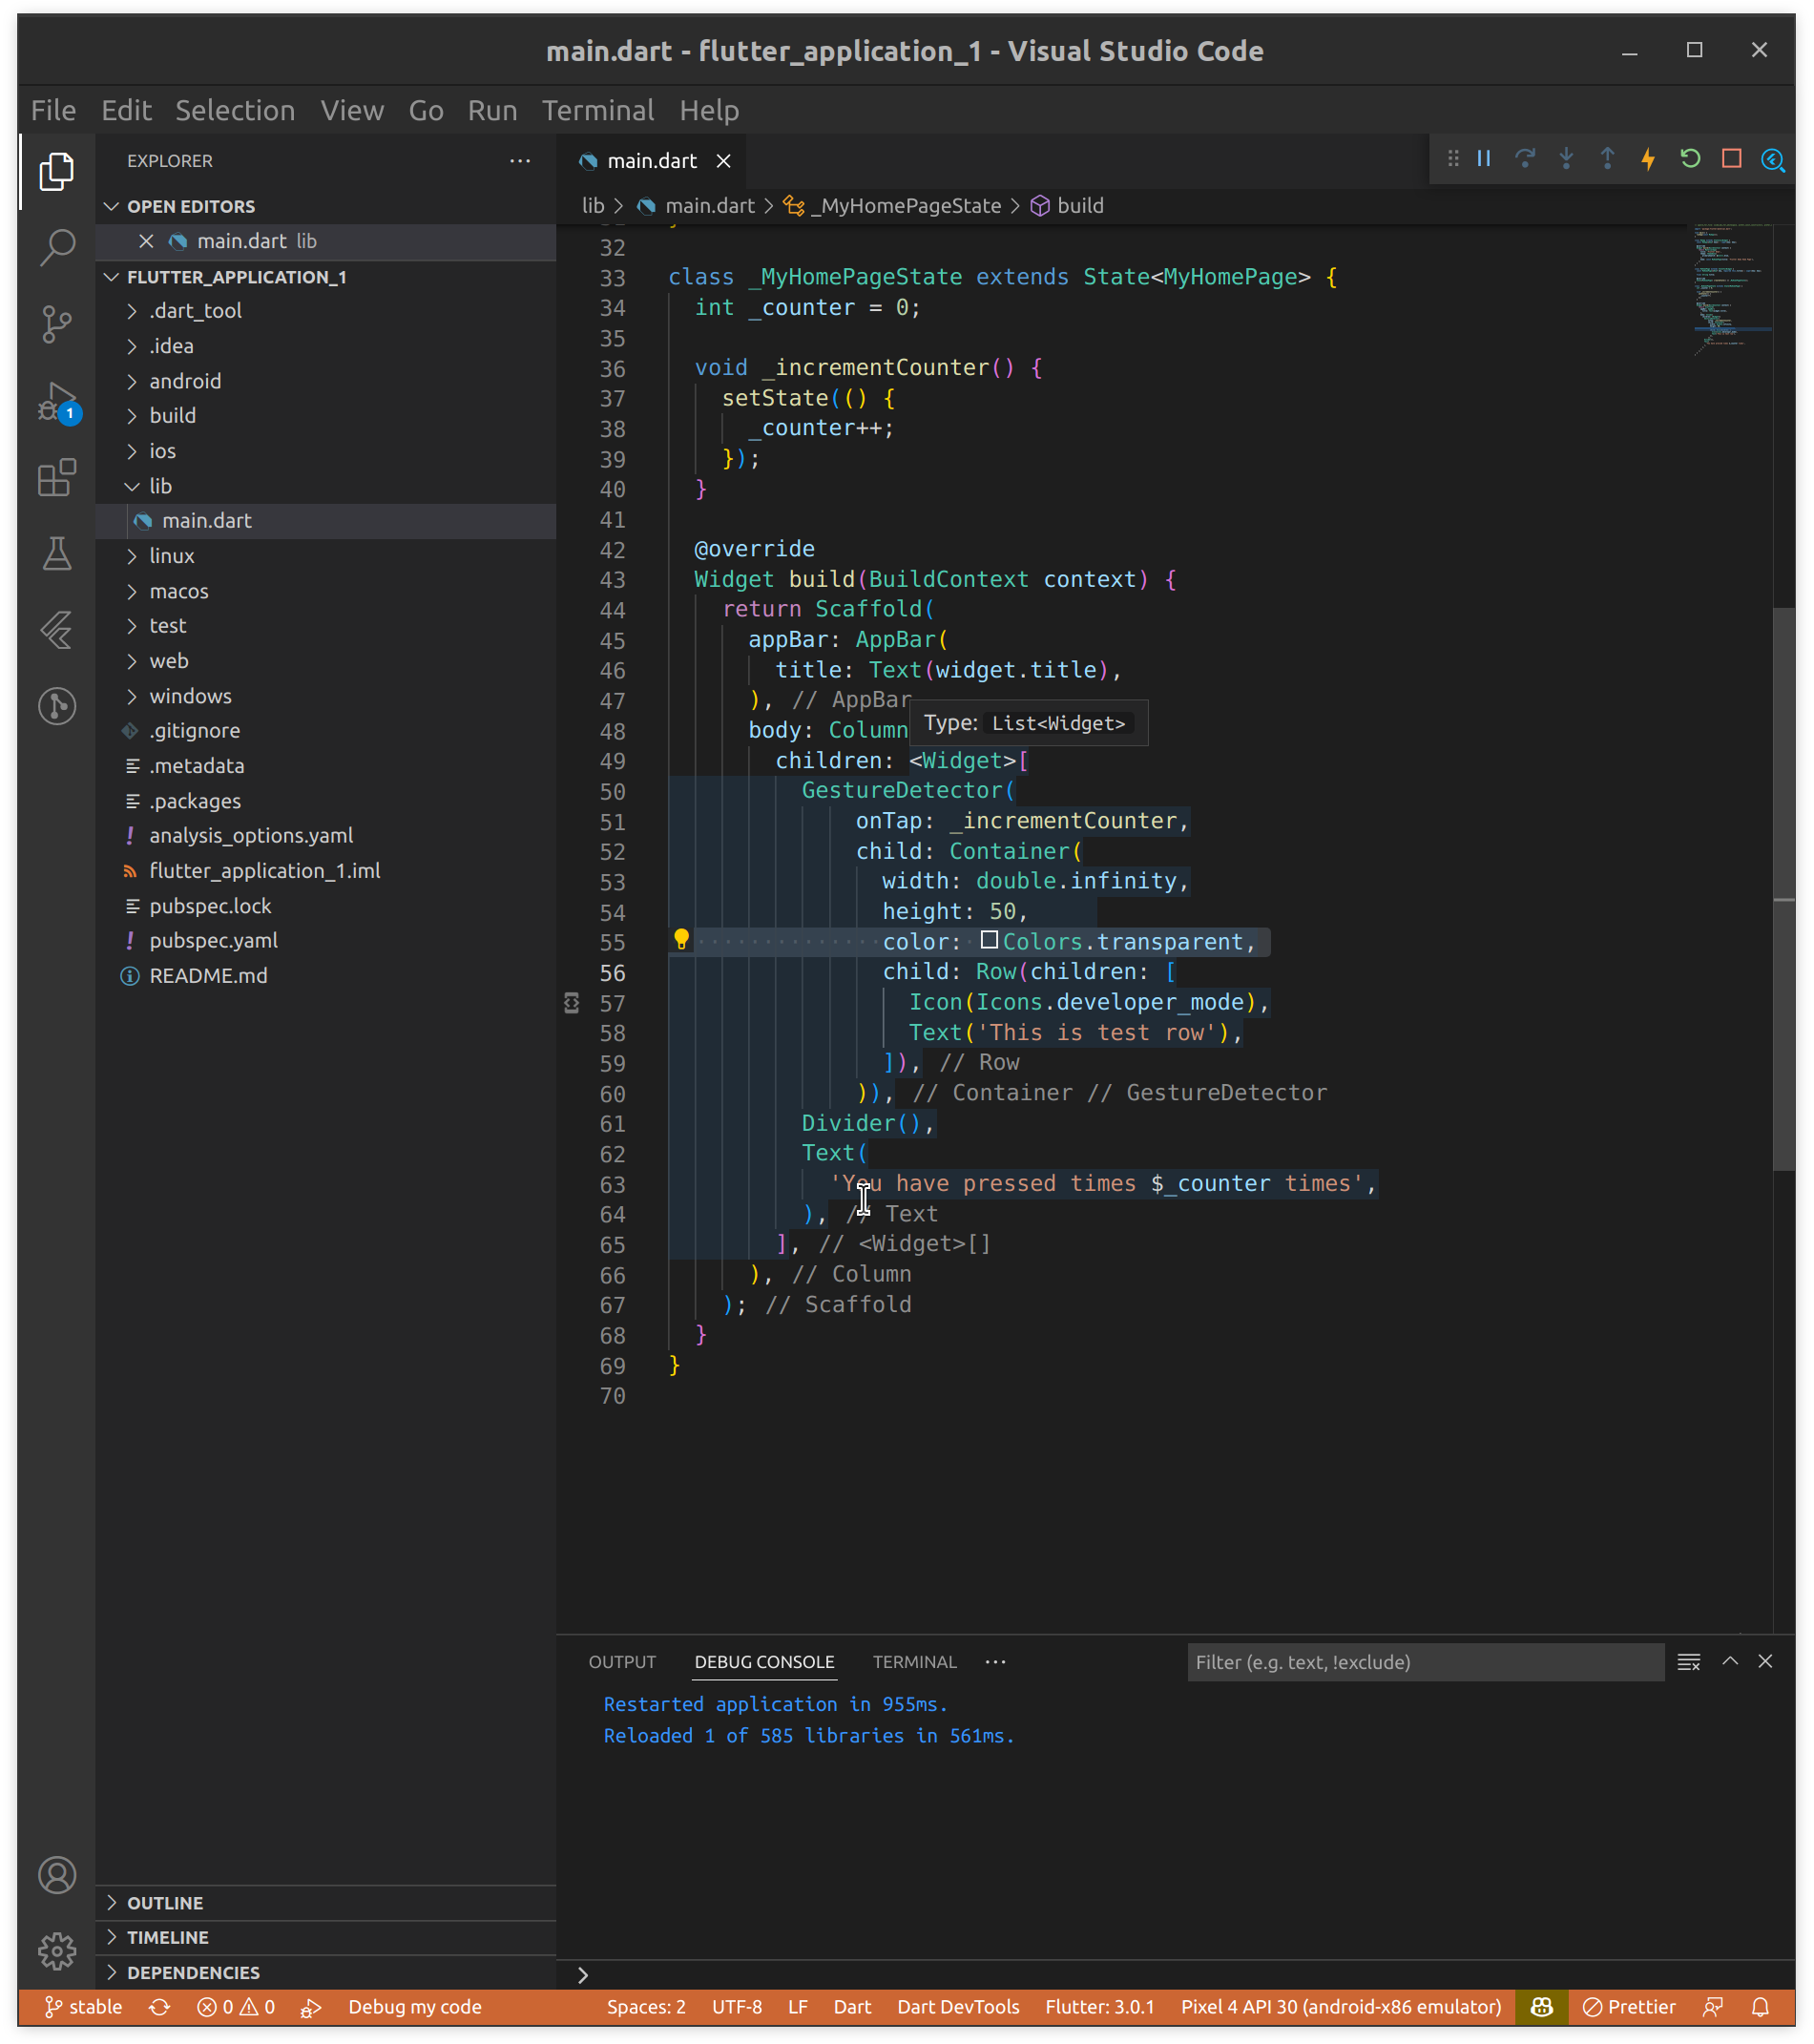 main.dart - flutter_application_1 - Visual Studio Code
File Edit Selection View Go Run Terminal Help
EXPLORER
OPEN EDITORS
main.dart lib
FLUTTER_APPLICATION_1
.dart_tool
.idea
android
build
ios
lib
main.dart
linux
macos
test
web
windows
.gitignore
.metadata
.packages
analysis_options.yaml
flutter_application_1.iml
pubspec.lock
pubspec.yaml
README.md
OUTLINE
TIMELINE
DEPENDENCIES
1
main.dart
lib > main.dart > _MyHomePageState > build
32
33 class _MyHomePageState extends State<MyHomePage> {
34 int _counter = 0;
35
36 void _incrementCounter() {
37 setState(() {
38 _counter++;
39 });
40 }
41
42 @override
43 Widget build(BuildContext context) {
44 return Scaffold(
45 appBar: AppBar(
46 title: Text(widget.title),
47 ), // AppBar
48 body: Column
Type: List<Widget>
49 children: <Widget>[
50 GestureDetector(
51 onTap: _incrementCounter,
52 child: Container(
53 width: double.infinity,
54 height: 50,
55 color: Colors.transparent,
56 child: Row(children: [
57 Icon(Icons.developer_mode),
58 Text('This is test row'),
59 ]), // Row
60 )), // Container // GestureDetector
61 Divider(),
62 Text(
63 'You have pressed times $_counter times',
64 ), // Text
65 ], // <Widget>[]
66 ), // Column
67 ); // Scaffold
68 }
69 }
70
OUTPUT DEBUG CONSOLE TERMINAL
Filter (e.g. text, !exclude)
Restarted application in 955ms.
Reloaded 1 of 585 libraries in 561ms.
stable 0 0 Debug my code Spaces: 2 UTF-8 LF Dart Dart DevTools Flutter: 3.0.1 Pixel 4 API 30 (android-x86 emulator) Prettier